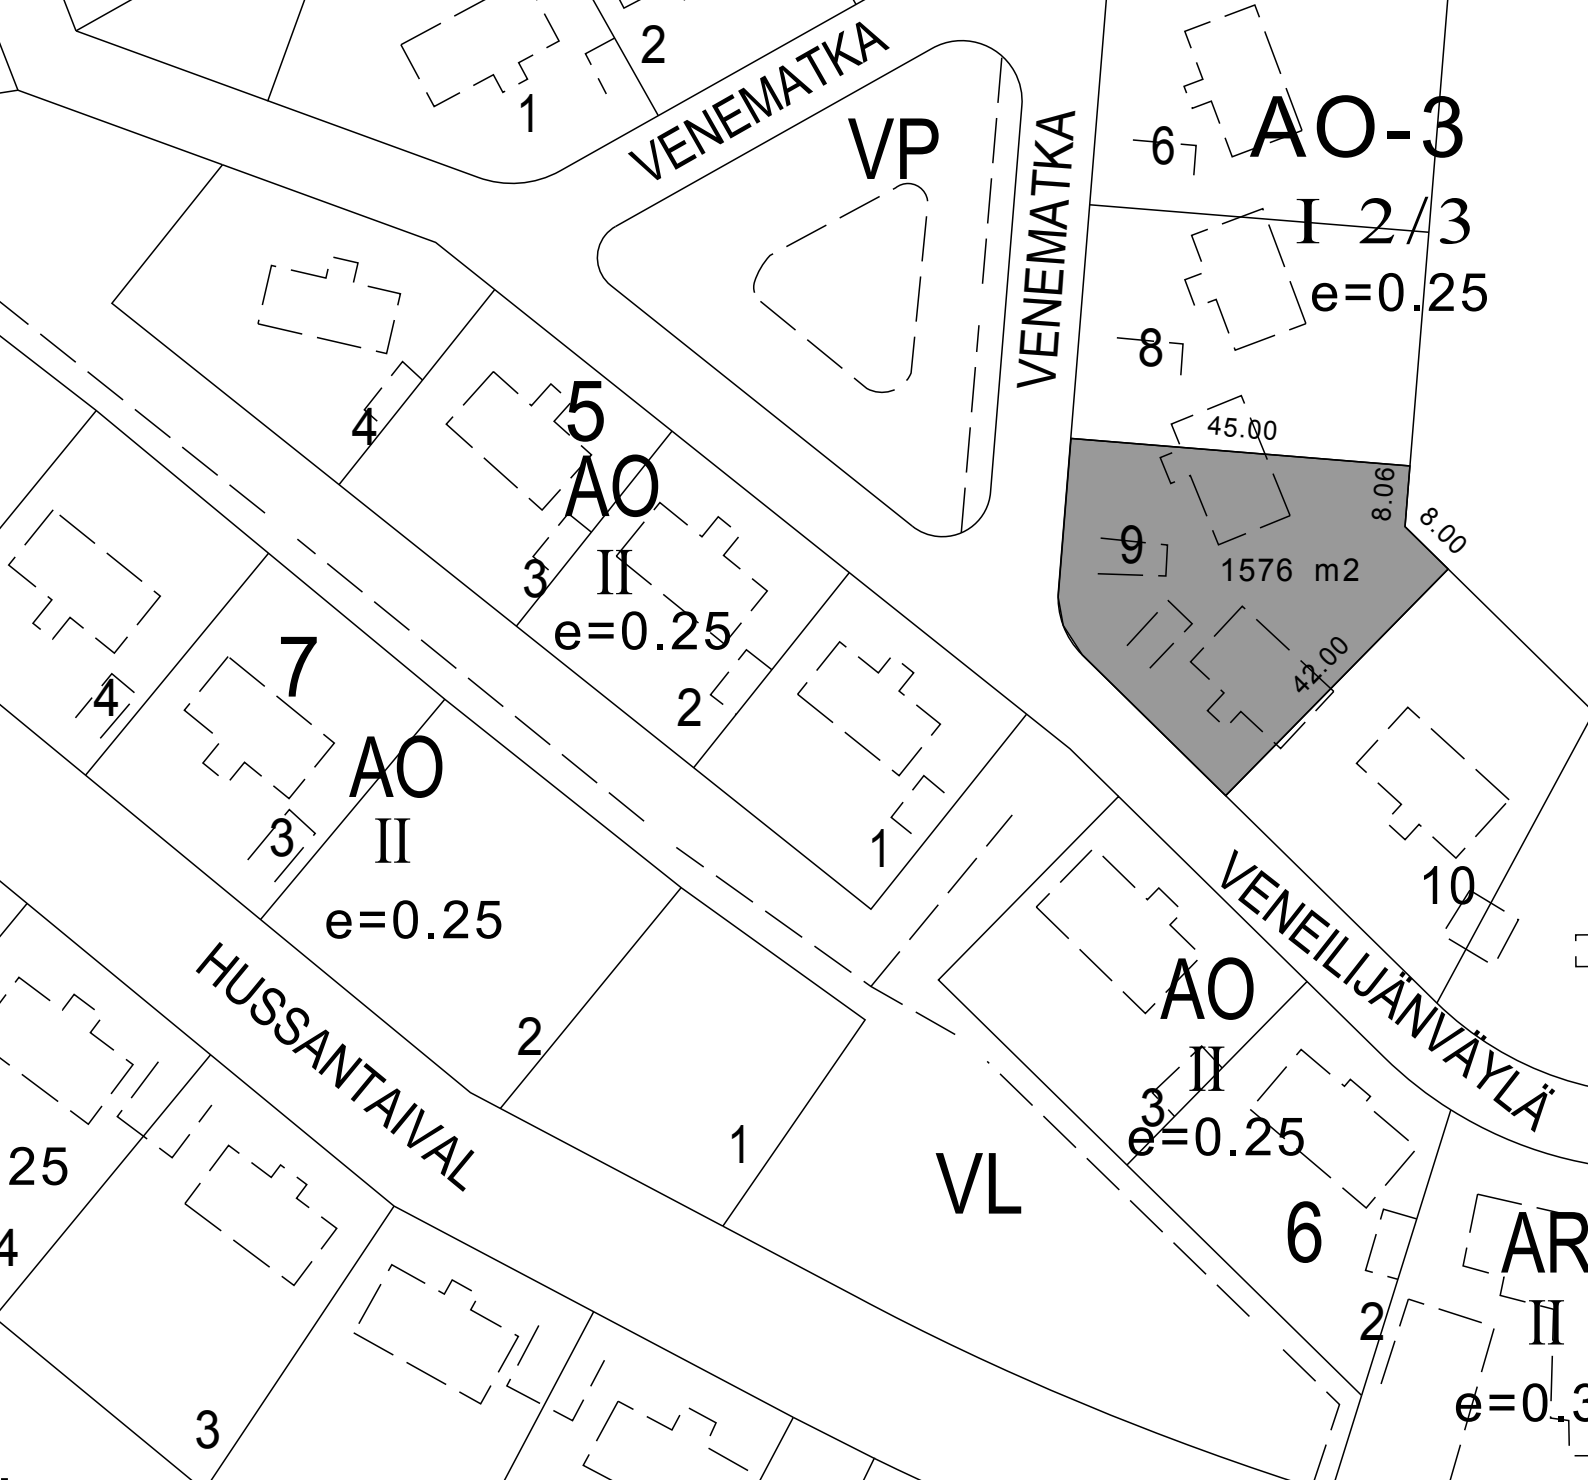 2
1
VENEMATKA
VP
VENEMATKA
6
AO-3
I 2/3
e=0.25
8
45.00
8.06
8.00
9
1576 m2
42.00
4
5
AO
II
e=0.25
3
2
1
4
7
AO
II
e=0.25
3
2
1
HUSSANTAIVAL
VENEILIJÄNVÄYLÄ
10
AO
II
3
e=0.25
6
2
VL
AR
II
e=0.3
25
4
3